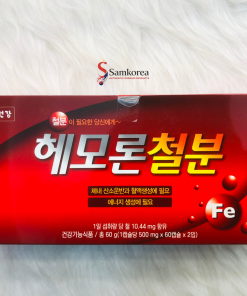 Samkorea
철분이 필요한 당신에게~
헤모론철분
체내 산소운반과 혈액생성에 필요
에너지 생성에 필요
Fe
1일 섭취량 당 철 10.44 mg 함유
건강기능식품 / 총 60 g (1캡슐당 500 mg x 60캡슐 x 2입)